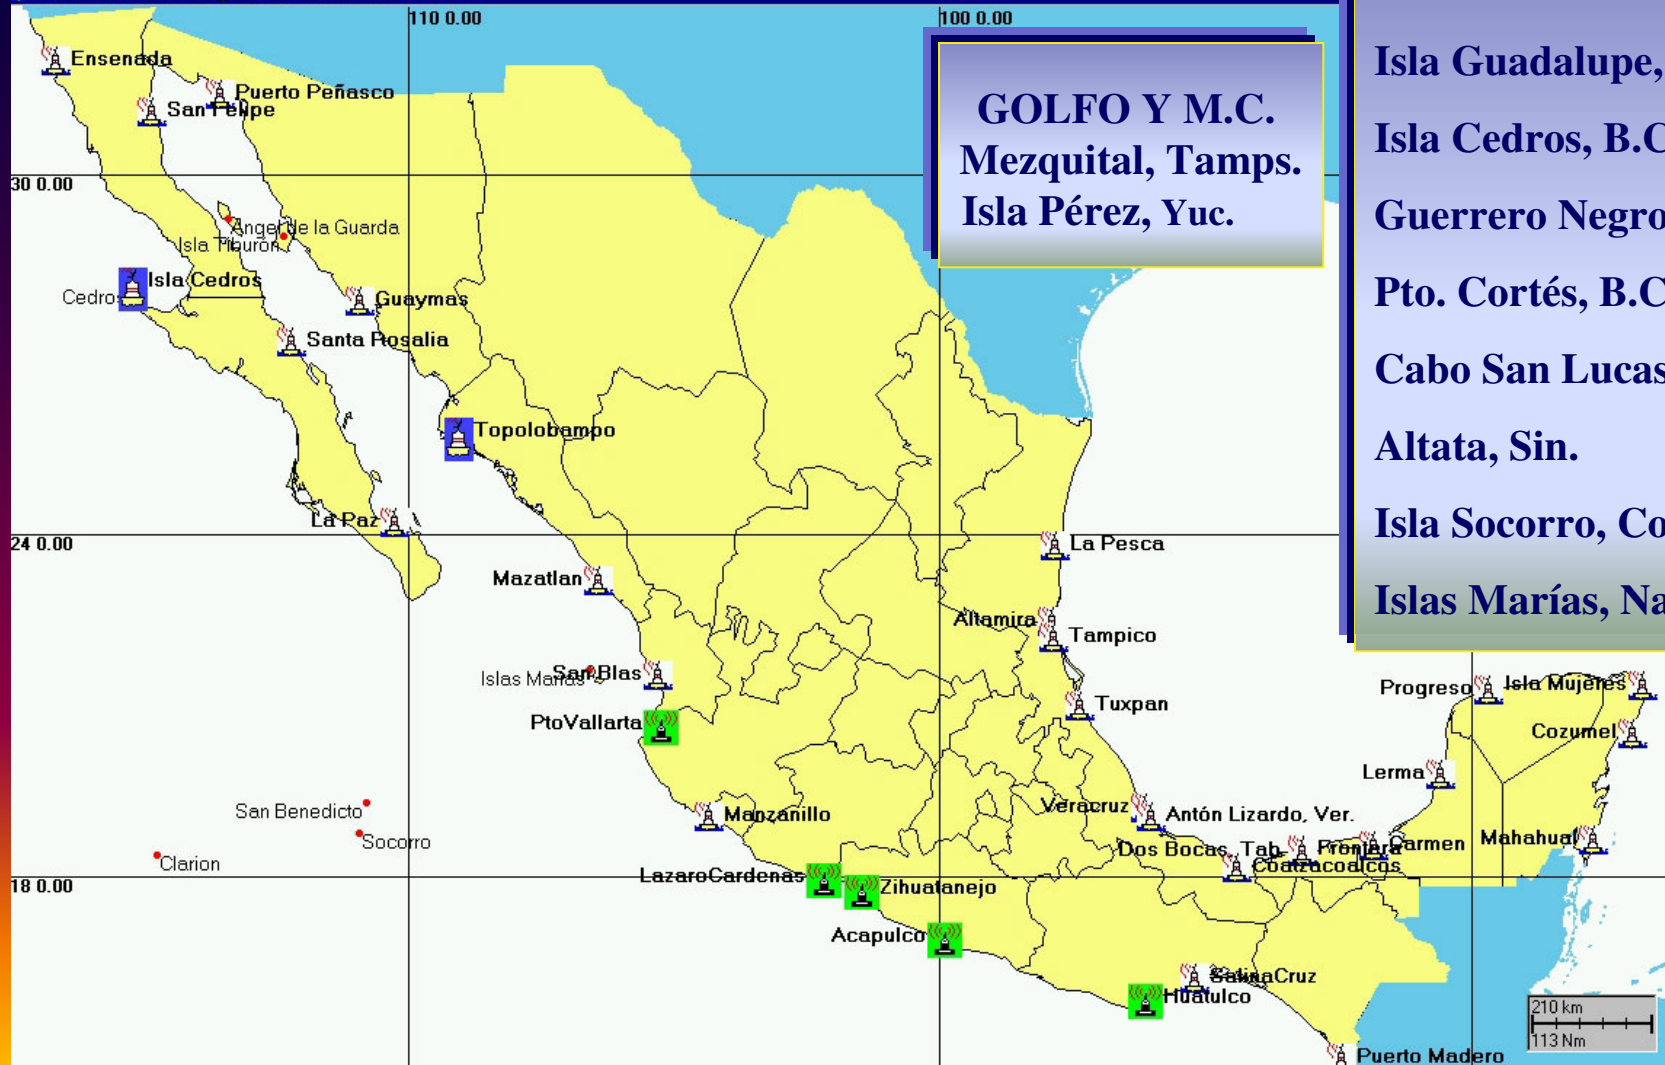 110 0.00
100 0.00
GOLFO Y M.C.
Mezquital, Tamps.
Isla Pérez, Yuc.
Isla Guadalupe,
Isla Cedros, B.C
Guerrero Negro
Pto. Cortés, B.C
Cabo San Lucas
Altata, Sin.
Isla Socorro, Co
Islas Marías, Na
Ensenada
Puerto Peñasco
San Felipe
30 0.00
Angel de la Guarda
Isla Tiburón
Isla Cedros
Cedros
Guaymas
Santa Rosalia
Topolobampo
La Paz
24 0.00
La Pesca
Mazatlan
Altamira
Tampico
Islas Marias
San Blas
Progreso
Isla Mujeres
Tuxpan
PtoVallarta
Cozumel
Lerma
San Benedicto
Manzanillo
Veracruz
Antón Lizardo, Ver.
Socorro
Mahahual
Dos Bocas, Tab.
Frontera
Carmen
Clarion
Coatzacoalcos
18 0.00
LazaroCardenas
Zihuatanejo
Acapulco
SalinaCruz
Huatulco
210 km
113 Nm
Puerto Madero